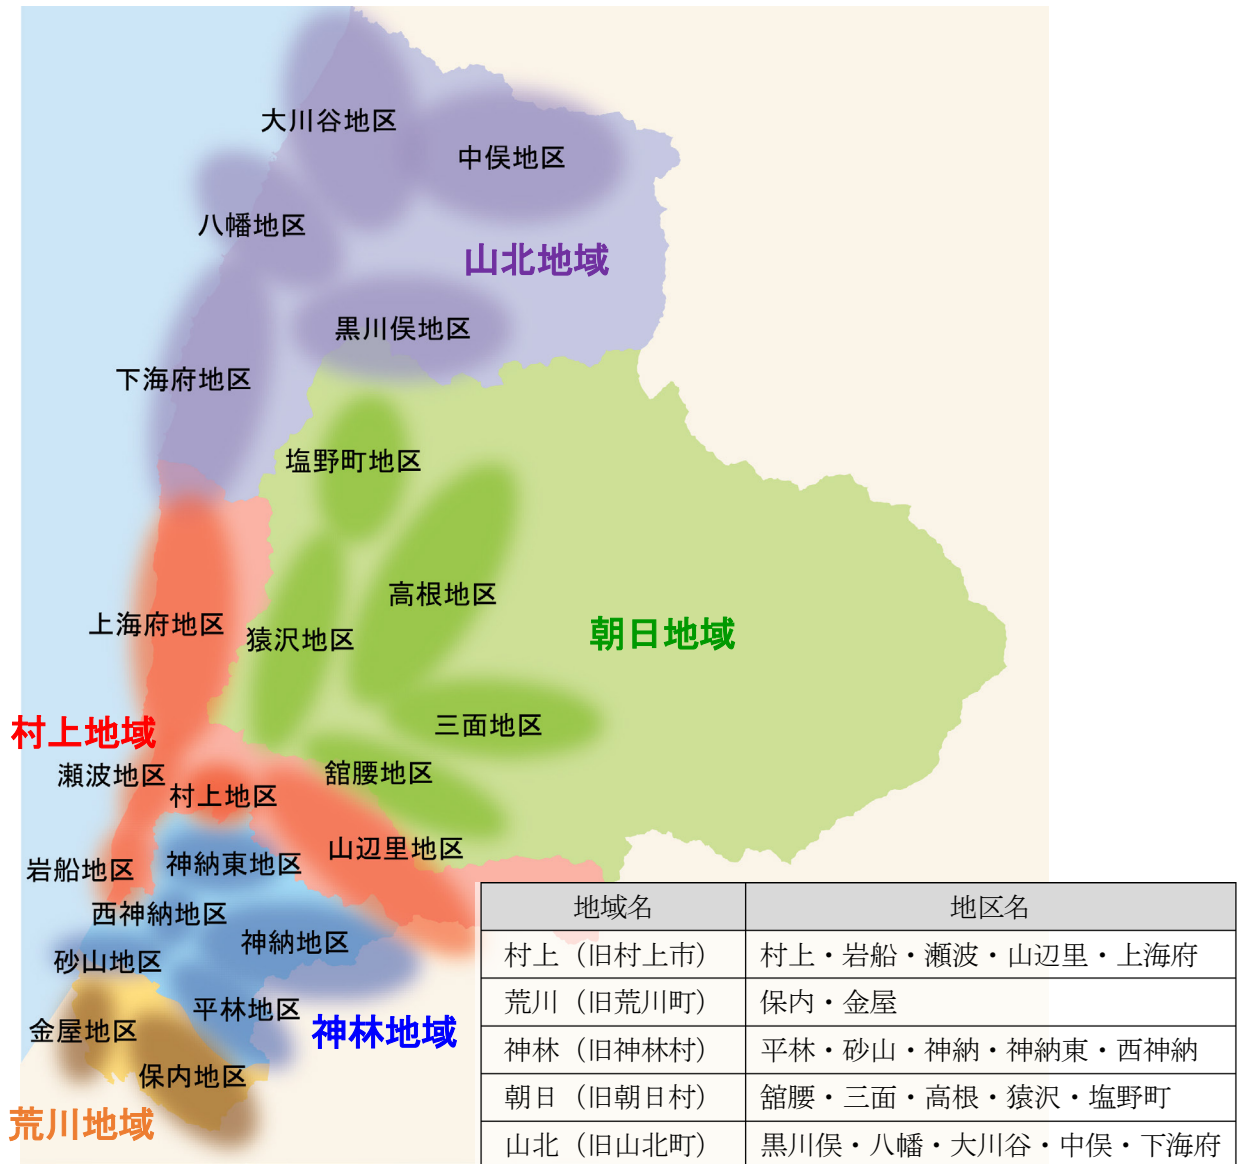 大川谷地区
中俣地区
八幡地区
山北地域
黒川俣地区
下海府地区
塩野町地区
高根地区
上海府地区
猿沢地区
朝日地域
三面地区
村上地域
瀬波地区
舘腰地区
村上地区
山辺里地区
岩船地区
神納東地区
西神納地区
神納地区
砂山地区
平林地区
金屋地区
神林地域
保内地区
荒川地域
地域名 地区名
村上（旧村上市） 村上・岩船・瀬波・山辺里・上海府
荒川（旧荒川町） 保内・金屋
神林（旧神林村） 平林・砂山・神納・神納東・西神納
朝日（旧朝日村） 舘腰・三面・高根・猿沢・塩野町
山北（旧山北町） 黒川俣・八幡・大川谷・中俣・下海府